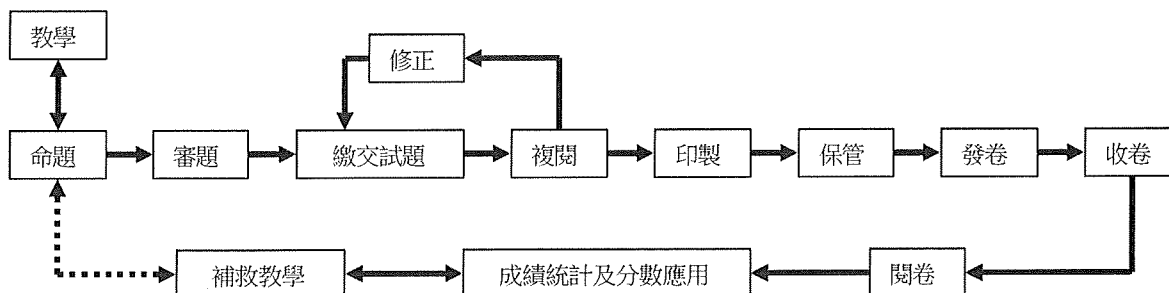 教學
修正
命題
審題
繳交試題
複閱
印製
保管
發卷
收卷
補救教學
成績統計及分數應用
閱卷